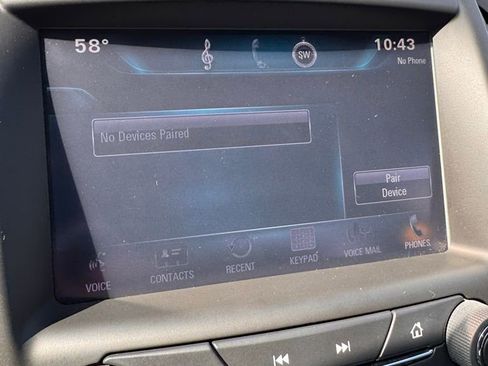 58°
SW
10:43
No Phone
No Devices Paired
Pair
Device
VOICE
CONTACTS
RECENT
KEYPAD
VOICE MAIL
PHONES